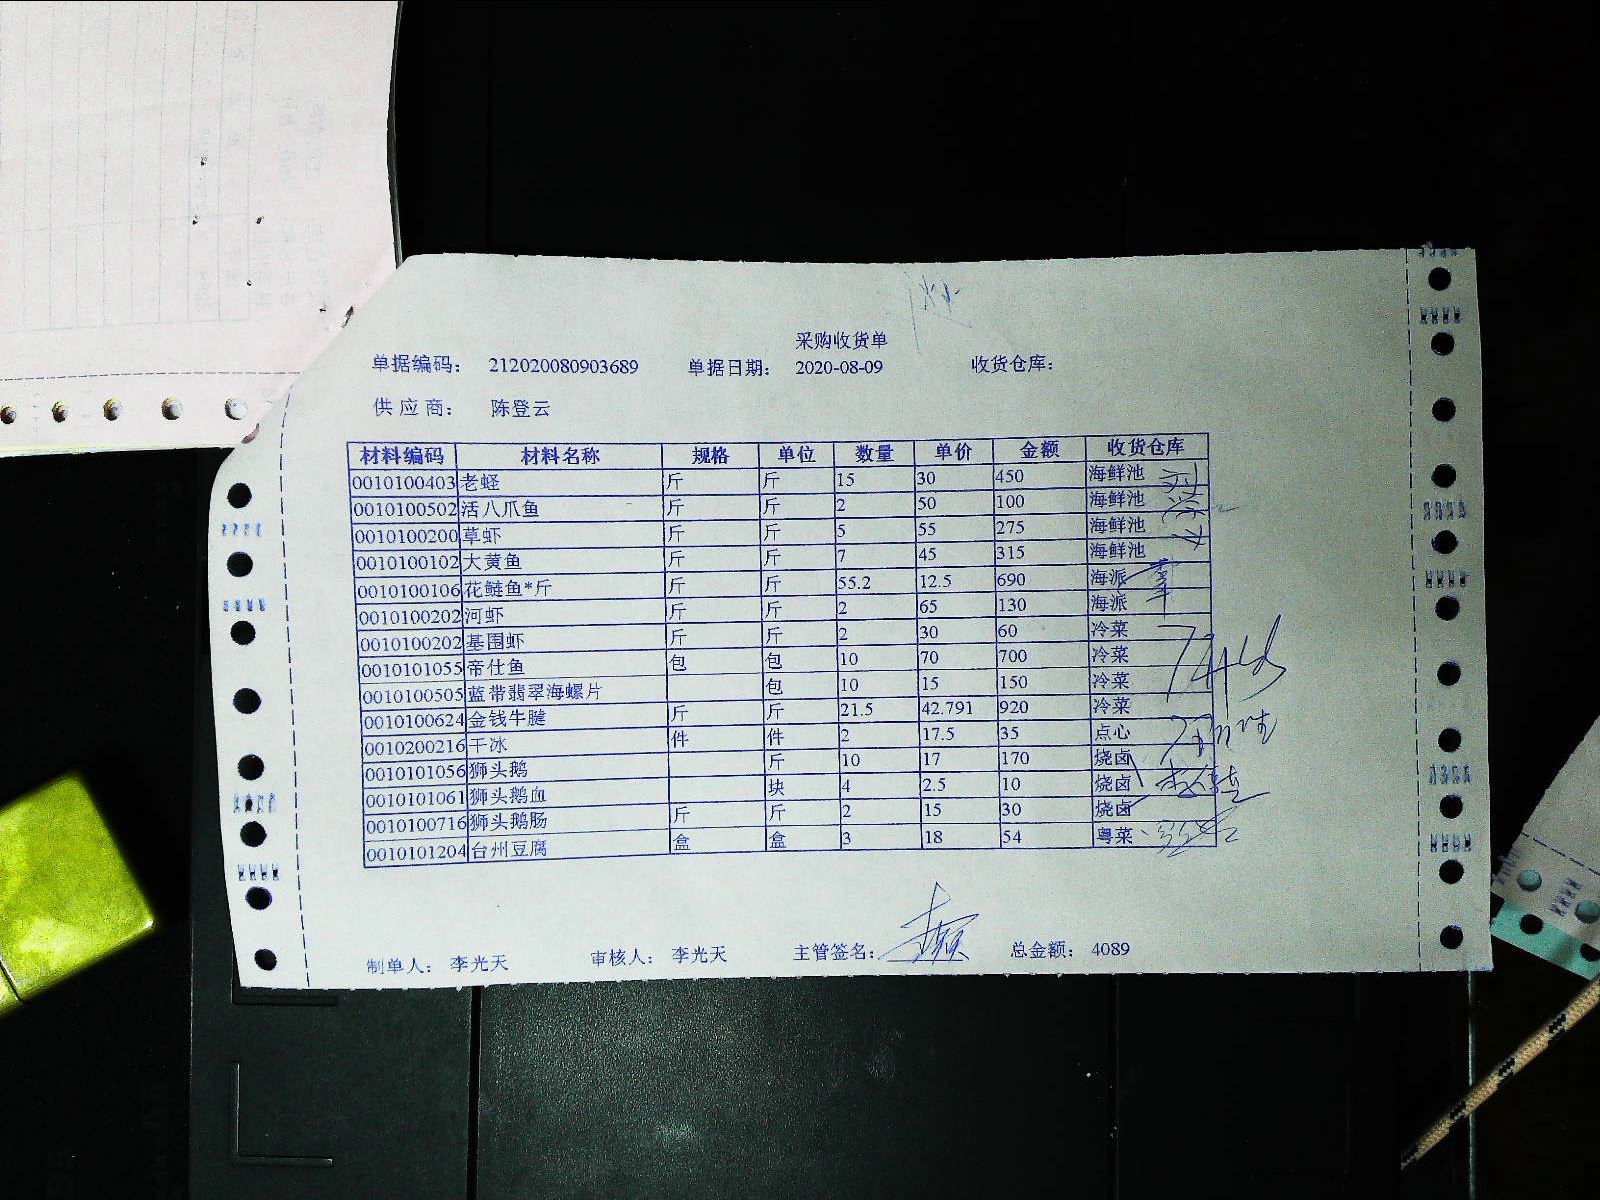 采购收货单
单据编码： 212020080903689 单据日期： 2020-08-09 收货仓库：
供应商： 陈登云
材料编码 材料名称 规格 单位 数量 单价 金额 收货仓库
0010100403 老蛏 斤 斤 15 30 450 海鲜池
0010100502 活八爪鱼 斤 斤 2 50 100 海鲜池
0010100200 草虾 斤 斤 5 55 275 海鲜池
0010100102 大黄鱼 斤 斤 7 45 315 海鲜池
0010100106 花鲢鱼*斤 斤 斤 55.2 12.5 690 海派
0010100202 河虾 斤 斤 2 65 130 海派
0010100202 基围虾 斤 斤 2 30 60 冷菜
0010101055 帝仕鱼 包 包 10 70 700 冷菜
0010100505 蓝带翡翠海螺片 包 10 15 150 冷菜
0010100624 金钱牛腱 斤 斤 21.5 42.791 920 冷菜
0010200216 干冰 件 件 2 17.5 35 点心
0010101056 狮头鹅 斤 10 17 170 烧卤
0010101061 狮头鹅血 块 4 2.5 10 烧卤
0010100716 狮头鹅肠 斤 斤 2 15 30 烧卤
0010101204 台州豆腐 盒 盒 3 18 54 粤菜
制单人： 李光天 审核人： 李光天 主管签名： 总金额： 4089